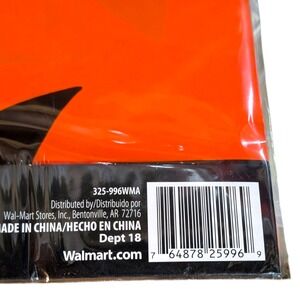 325-996WMA
Distributed by/Distribuido por
Wal-Mart Stores, Inc., Bentonville, AR 72716
MADE IN CHINA/HECHO EN CHINA
Dept 18
Walmart.com
7 64878 25996 9